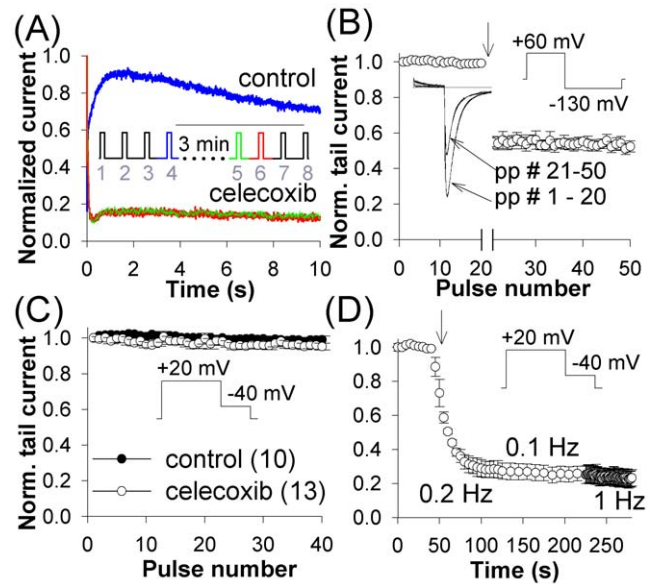 (A)
Normalized current
1.0
0.8
0.6
0.4
0.2
0.0
control
3 min
1 2 3 4 5 6 7 8
celecoxib
0 2 4 6 8 10
Time (s)
(B)
Norm. tail current
1.0
0.8
0.6
0.4
0.2
0.0
+60 mV
-130 mV
pp # 21-50
pp # 1 - 20
0 10 20 30 40 50
Pulse number
(C)
Norm. tail current
1.0
0.8
0.6
0.4
0.2
0.0
+20 mV
-40 mV
control (10)
celecoxib (13)
0 10 20 30 40
Pulse number
(D)
Norm. tail current
1.0
0.8
0.6
0.4
0.2
0.0
+20 mV
-40 mV
0.1 Hz
0.2 Hz
1 Hz
0 50 100 150 200 250
Time (s)